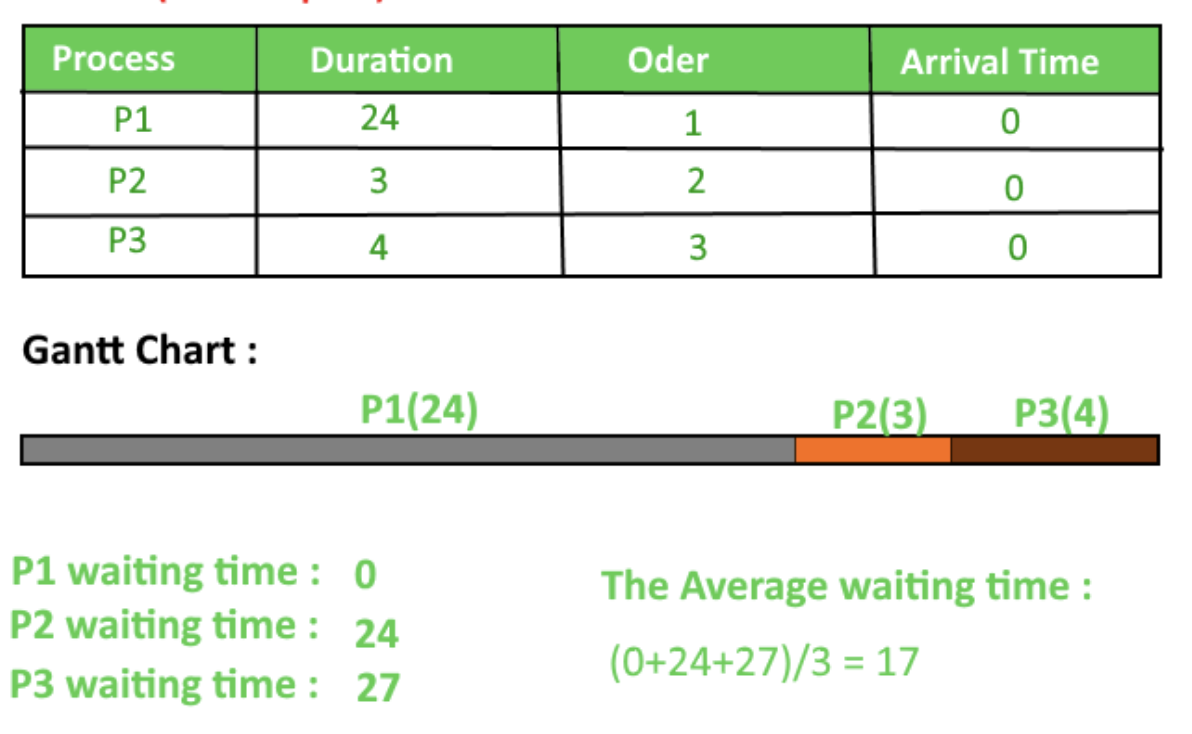 Process Duration Oder Arrival Time
P1 24 1 0
P2 3 2 0
P3 4 3 0
Gantt Chart :
P1(24) P2(3) P3(4)
P1 waiting time : 0
P2 waiting time : 24
P3 waiting time : 27
The Average waiting time :
(0+24+27)/3 = 17